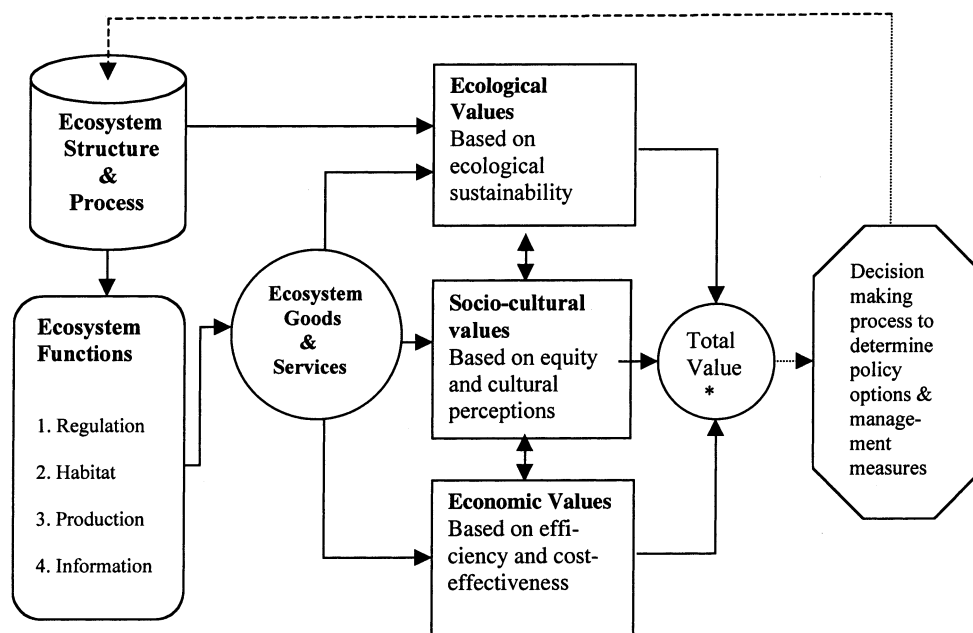 Ecosystem
Structure
&
Process
Ecosystem
Functions
1. Regulation
2. Habitat
3. Production
4. Information
Ecosystem
Goods
&
Services
Ecological
Values
Based on
ecological
sustainability
Socio-cultural
values
Based on equity
and cultural
perceptions
Economic Values
Based on effi-
ciency and cost-
effectiveness
Total
Value
*
Decision
making
process to
determine
policy
options &
manage-
ment
measures